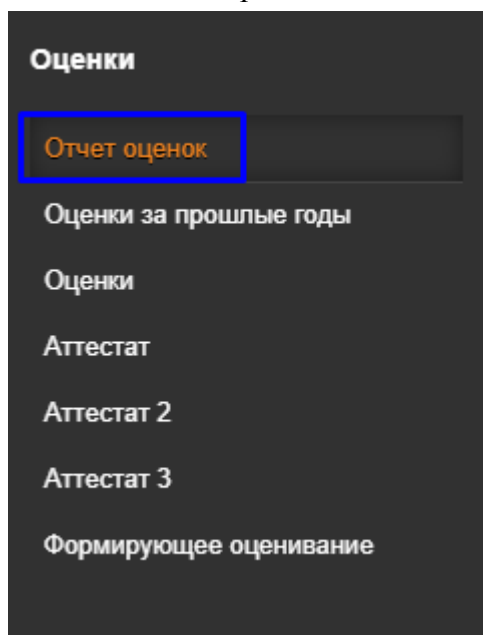 Оценки
Отчет оценок
Оценки за прошлые годы
Оценки
Аттестат
Аттестат 2
Аттестат 3
Формирующее оценивание